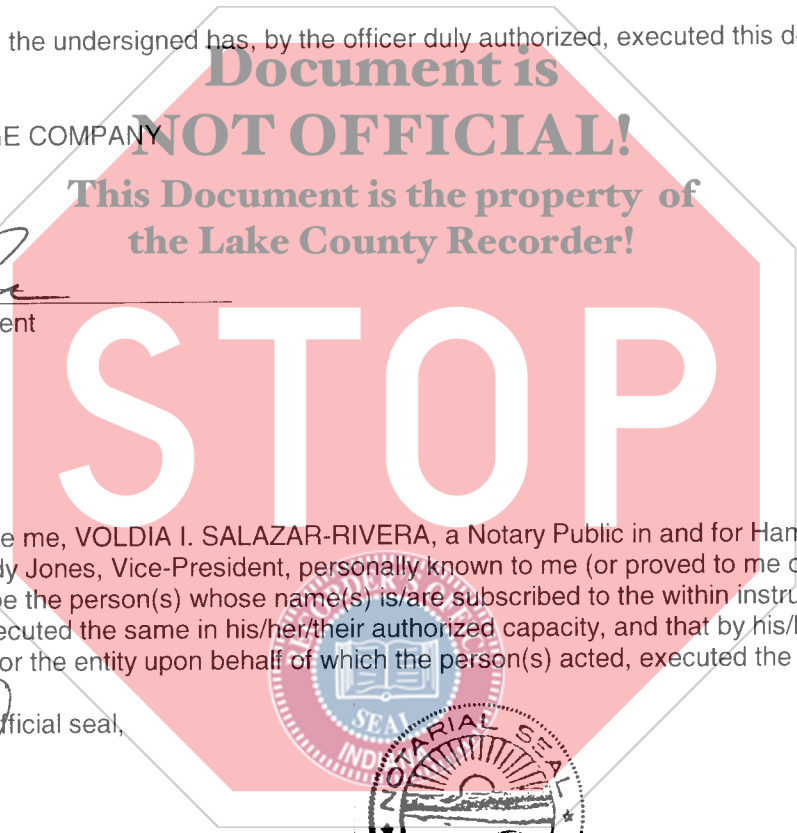 the undersigned has, by the officer duly authorized, executed this d
Document is
NOT OFFICIAL!
COMPANY
This Document is the property of
the Lake County Recorder!
STOP
me, VOLDIA I. SALAZAR-RIVERA, a Notary Public in and for Ham
Jones, Vice-President, personally known to me (or proved to me o
be the person(s) whose name(s) is/are subscribed to the within instru
ecuted the same in his/her/their authorized capacity, and that by his/
or the entity upon behalf of which the person(s) acted, executed the
fficial seal,
RECORDER'S OFFICE
SEAL
INDIANA
NOTARIAL SEAL